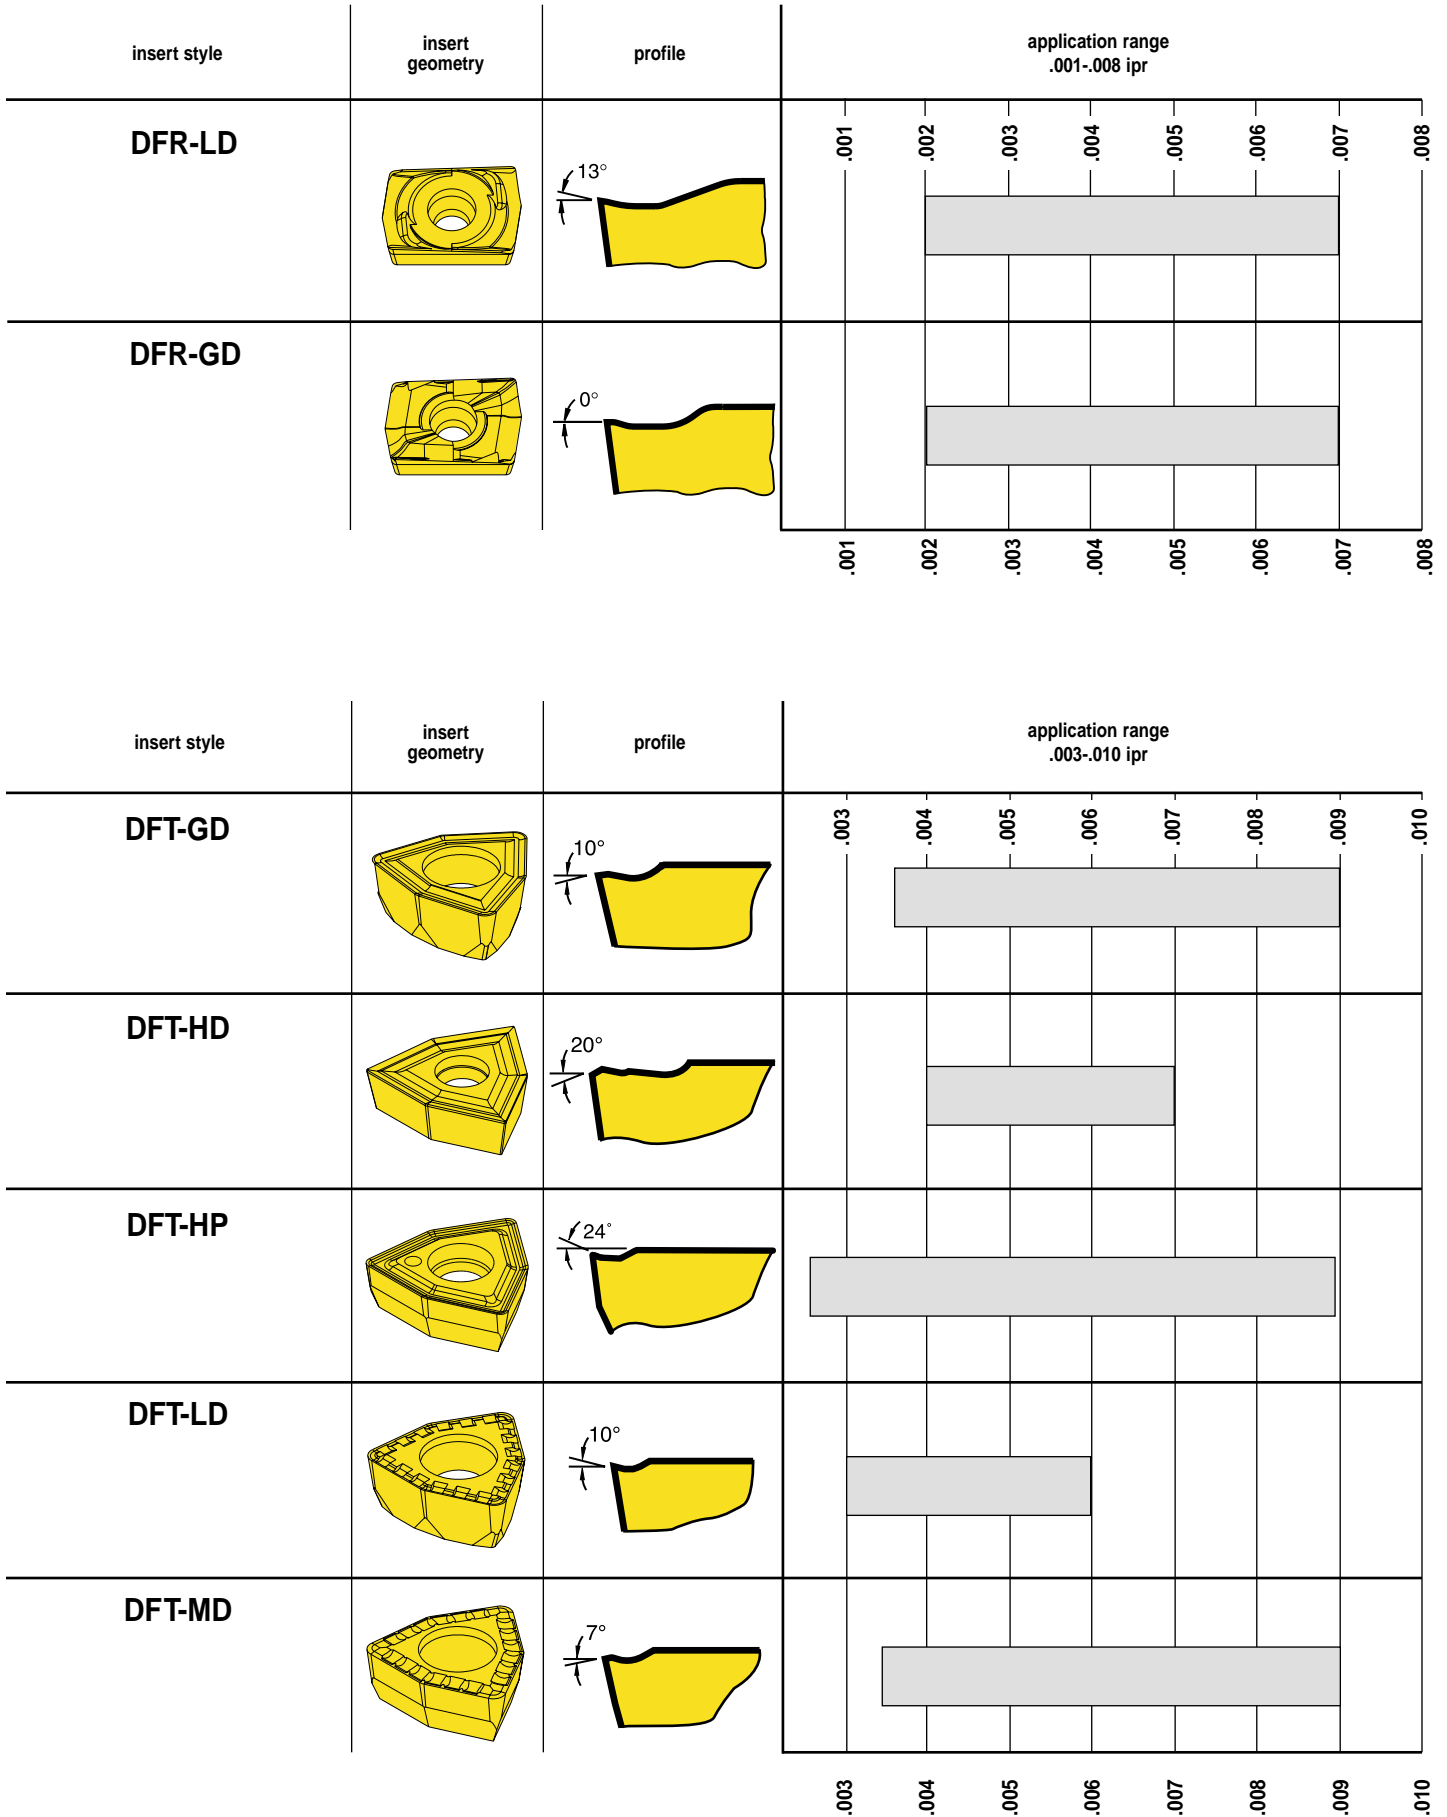 insert style
insert
geometry
profile
application range
.001-.008 ipr
DFR-LD
13°
.001
.002
.003
.004
.005
.006
.007
.008
DFR-GD
0°
.001
.002
.003
.004
.005
.006
.007
.008
insert style
insert
geometry
profile
application range
.003-.010 ipr
DFT-GD
10°
.003
.004
.005
.006
.007
.008
.009
.010
DFT-HD
20°
DFT-HP
24°
DFT-LD
10°
DFT-MD
7°
.003
.004
.005
.006
.007
.008
.009
.010